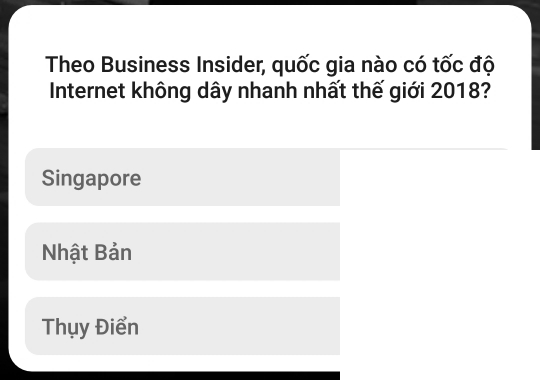 Theo Business Insider, quốc gia nào có tốc độ
Internet không dây nhanh nhất thế giới 2018?
Singapore
Nhật Bản
Thụy Điển